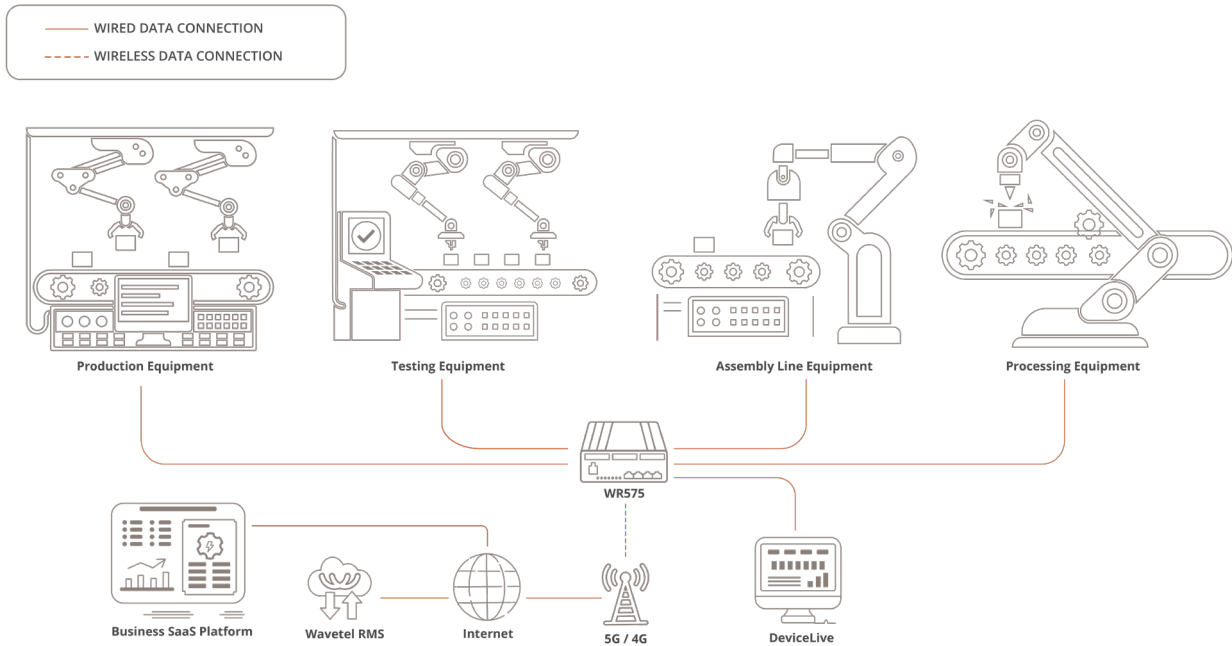 WIRED DATA CONNECTION
WIRELESS DATA CONNECTION
Production Equipment
Testing Equipment
Assembly Line Equipment
Processing Equipment
WR575
Business SaaS Platform
Wavetel RMS
Internet
5G / 4G
DeviceLive